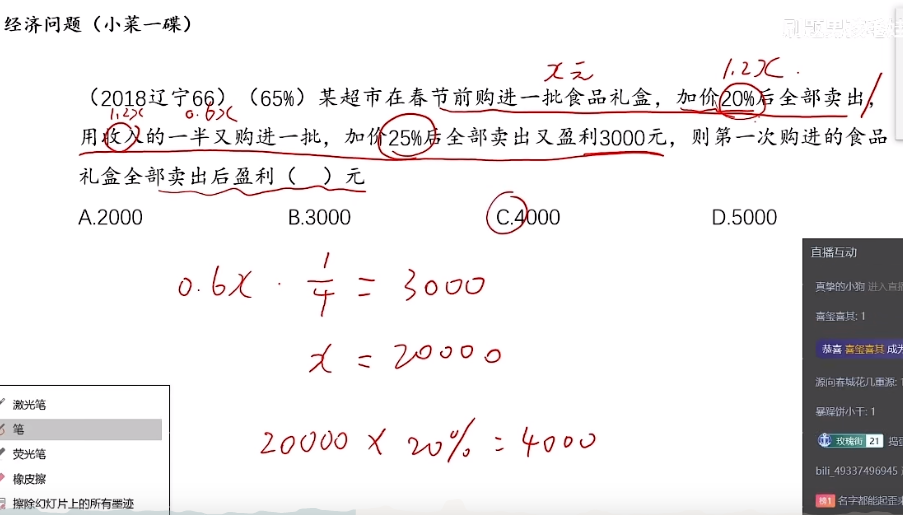 经济问题（小菜一碟）
x元
1.2x
（2018辽宁66）（65%）某超市在春节前购进一批食品礼盒，加价20%后全部卖出，
1.2x 0.6x
用收入的一半又购进一批，加价25%后全部卖出又盈利3000元，则第一次购进的食品
礼盒全部卖出后盈利（ ）元
A.2000 B.3000 C.4000 D.5000
0.6x · 1/4 = 3000
x = 20000
20000 × 20% = 4000
直播互动
真挚的小狗 进入直
喜玺喜其: 1
恭喜 喜玺喜其 成为
源向春城花几重源: 1
暴躁饼小干: 1
玫瑰街 21
bili_49337496945
榜1 名字都能起歪
激光笔
笔
荧光笔
橡皮擦
擦除幻灯片上的所有墨迹